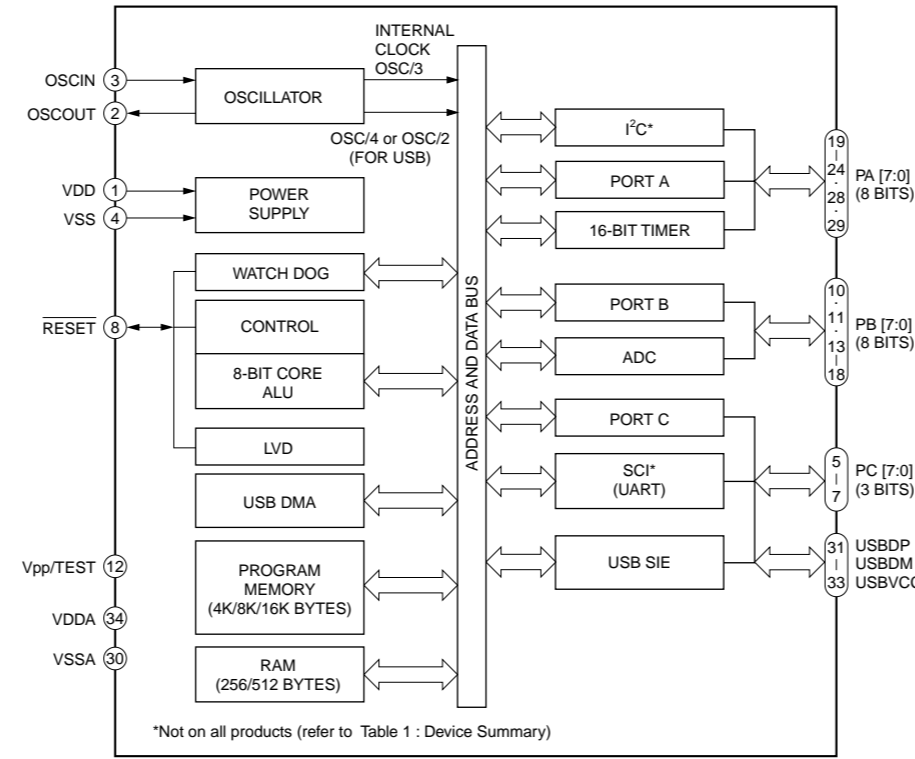 INTERNAL
CLOCK
OSC/3
OSCIN 3
OSCOUT 2
OSCILLATOR
OSC/4 or OSC/2
(FOR USB)
VDD 1
VSS 4
POWER
SUPPLY
WATCH DOG
RESET 8
CONTROL
8-BIT CORE
ALU
LVD
USB DMA
Vpp/TEST 12
PROGRAM
MEMORY
(4K/8K/16K BYTES)
VDDA 34
VSSA 30
RAM
(256/512 BYTES)
ADDRESS AND DATA BUS
I²C*
PORT A
16-BIT TIMER
19
24
28
29
PA [7:0]
(8 BITS)
PORT B
ADC
10
11
13
18
PB [7:0]
(8 BITS)
PORT C
SCI*
(UART)
5
7
PC [7:0]
(3 BITS)
USB SIE
31
33
USBDP
USBDM
USBVCC
*Not on all products (refer to Table 1 : Device Summary)